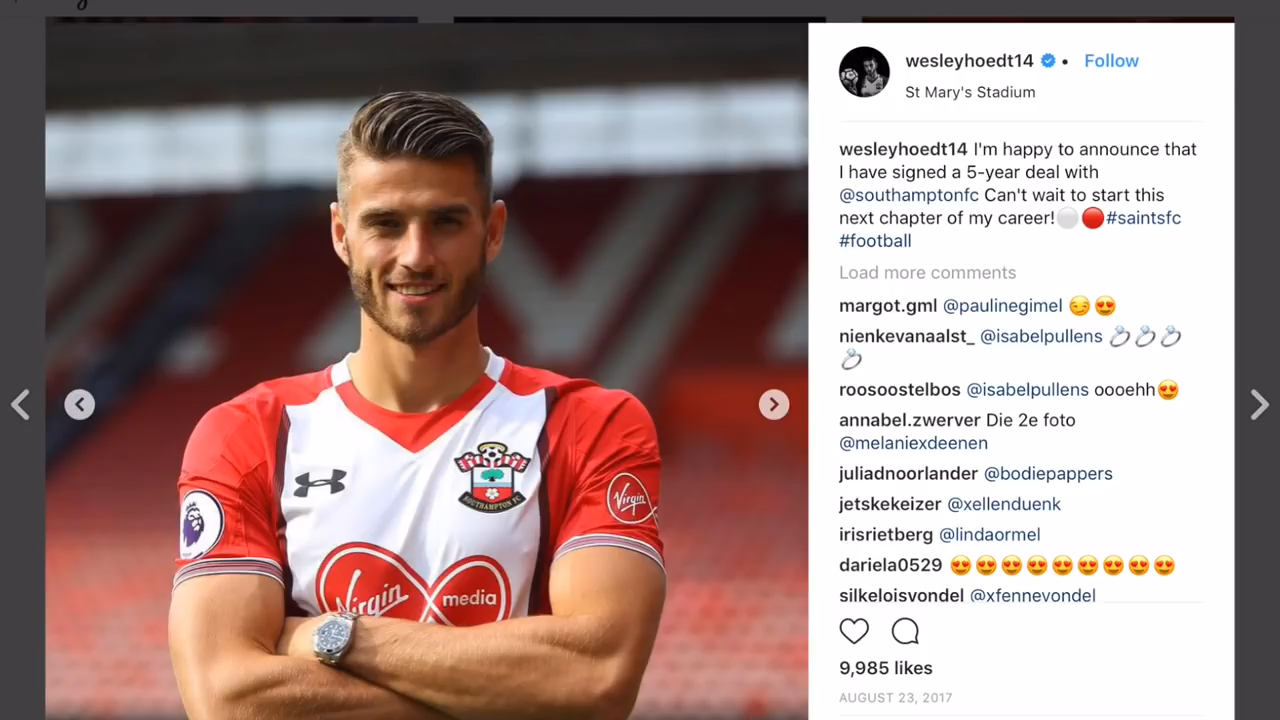 wesleyhoedt14 • Follow
St Mary's Stadium
wesleyhoedt14 I'm happy to announce that
I have signed a 5-year deal with
@southamptonfc Can't wait to start this
next chapter of my career!⚪🔴#saintsfc
#football
Load more comments
margot.gml @paulinegimel 😏😍
nienkevanaalst_ @isabelpullens 💍💍💍
💍
roosoostelbos @isabelpullens oooehh😍
annabel.zwerver Die 2e foto
@melaniexdeenen
juliadnoorlander @bodiepappers
jetskekeizer @xellenduenk
irisrietberg @lindaormel
dariela0529 😍😍😍😍😍😍😍😍😍
silkeloisvondel @xfennevondel
9,985 likes
AUGUST 23, 2017
SOUTHAMPTON FC
Virgin
Virgin media